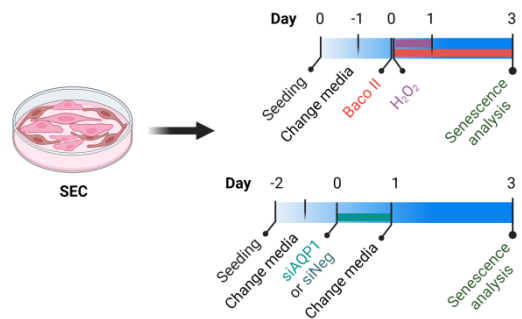 Day 0 -1 0 1 3
Seeding
Change media
Baco II
H₂O₂
Senescence
analysis
SEC
Day -2 0 1 3
Seeding
Change media
siAQP1
or siNeg
Change media
Senescence
analysis